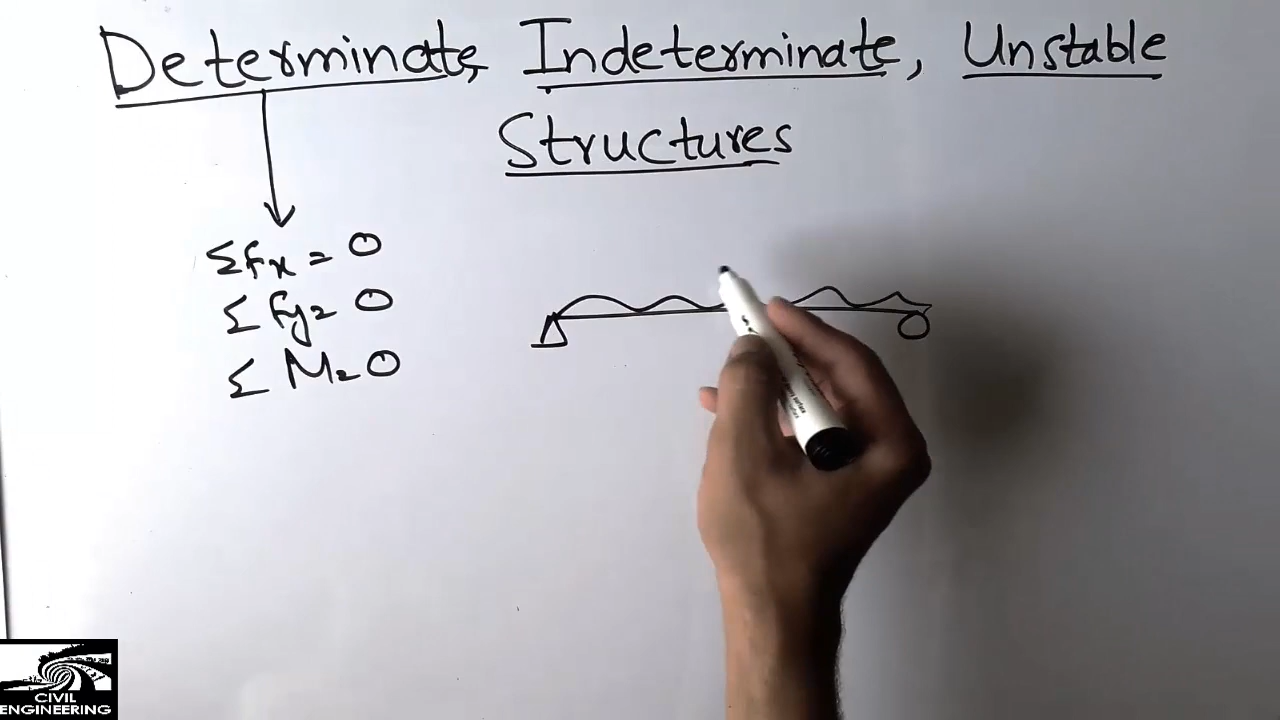 Determinate, Indeterminate, Unstable
Structures
Σfx = 0
Σfy = 0
ΣM = 0
CIVIL
ENGINEERING